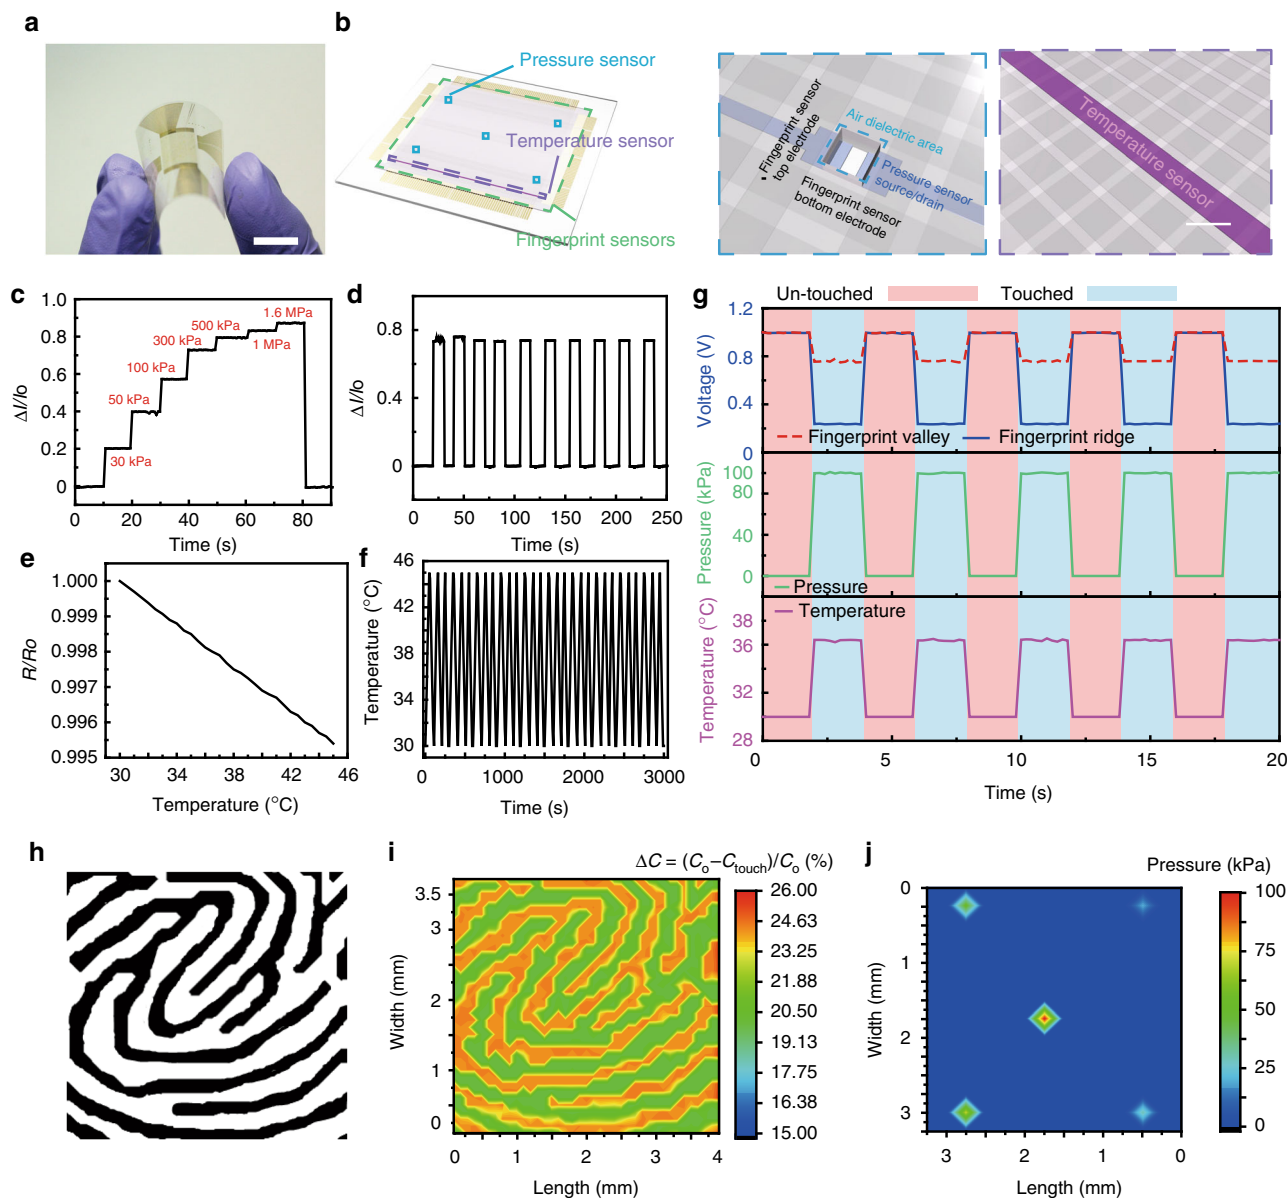 a
b
Pressure sensor
Temperature sensor
Fingerprint sensors
Fingerprint sensor
top electrode
Air dielectric area
Pressure sensor
source/drain
Fingerprint sensor
bottom electrode
Temperature sensor
c
ΔI/Io
1.0
0.8
0.6
0.4
0.2
0
30 kPa
50 kPa
100 kPa
300 kPa
500 kPa
1 MPa
1.6 MPa
0 20 40 60 80
Time (s)
d
ΔI/Io
0.8
0.4
0
0 50 100 150 200 250
Time (s)
e
R/Ro
1.000
0.999
0.998
0.997
0.996
0.995
30 34 38 42 46
Temperature (°C)
f
Temperature (°C)
46
42
38
34
30
0 1000 2000 3000
Time (s)
g
Un-touched Touched
Voltage (V)
1.2
0.8
0.4
0
Fingerprint valley Fingerprint ridge
Pressure (kPa)
100
80
40
0
Pressure
Temperature (°C)
38
36
32
28
Temperature
0 5 10 15 20
Time (s)
h
i
ΔC = (Co–Ctouch)/Co (%)
Width (mm)
3.5
3
2
1
0
0 1 2 3 4
Length (mm)
26.00
24.63
23.25
21.88
20.50
19.13
17.75
16.38
15.00
j
Pressure (kPa)
Width (mm)
0
1
2
3
3 2 1 0
Length (mm)
100
75
50
25
0